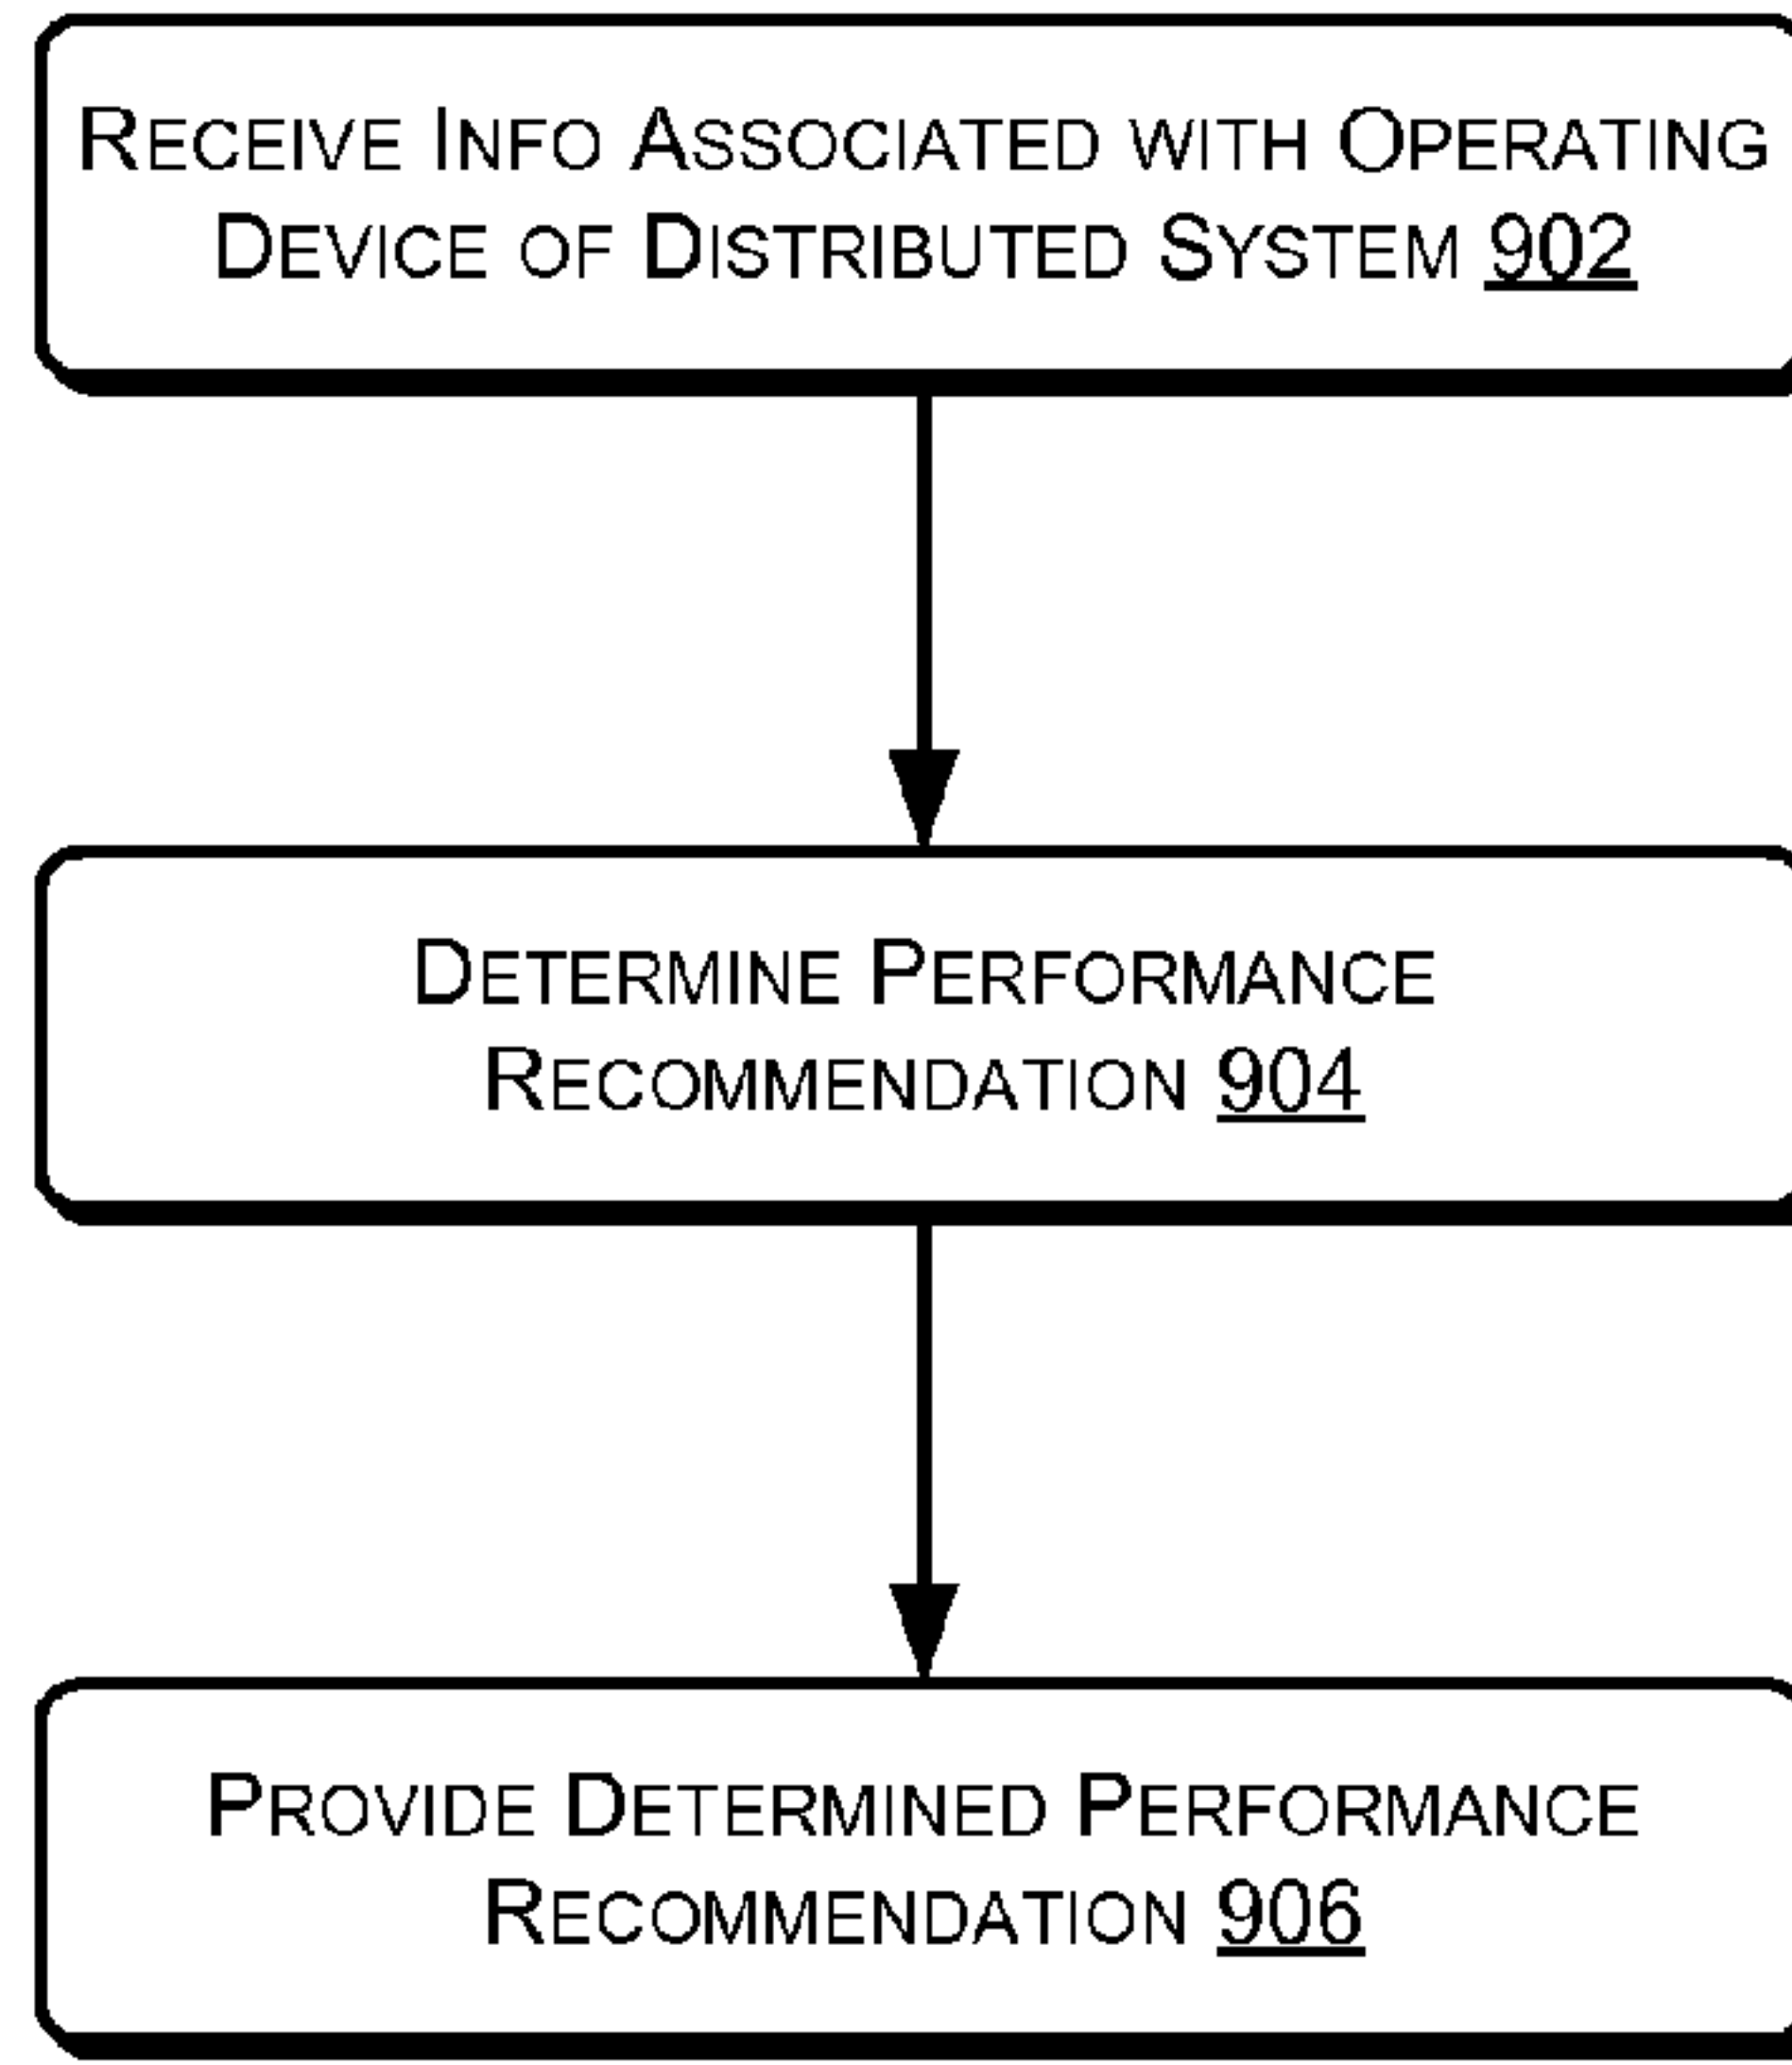 Receive Info Associated with Operating
Device of Distributed System 902
Determine Performance
Recommendation 904
Provide Determined Performance
Recommendation 906